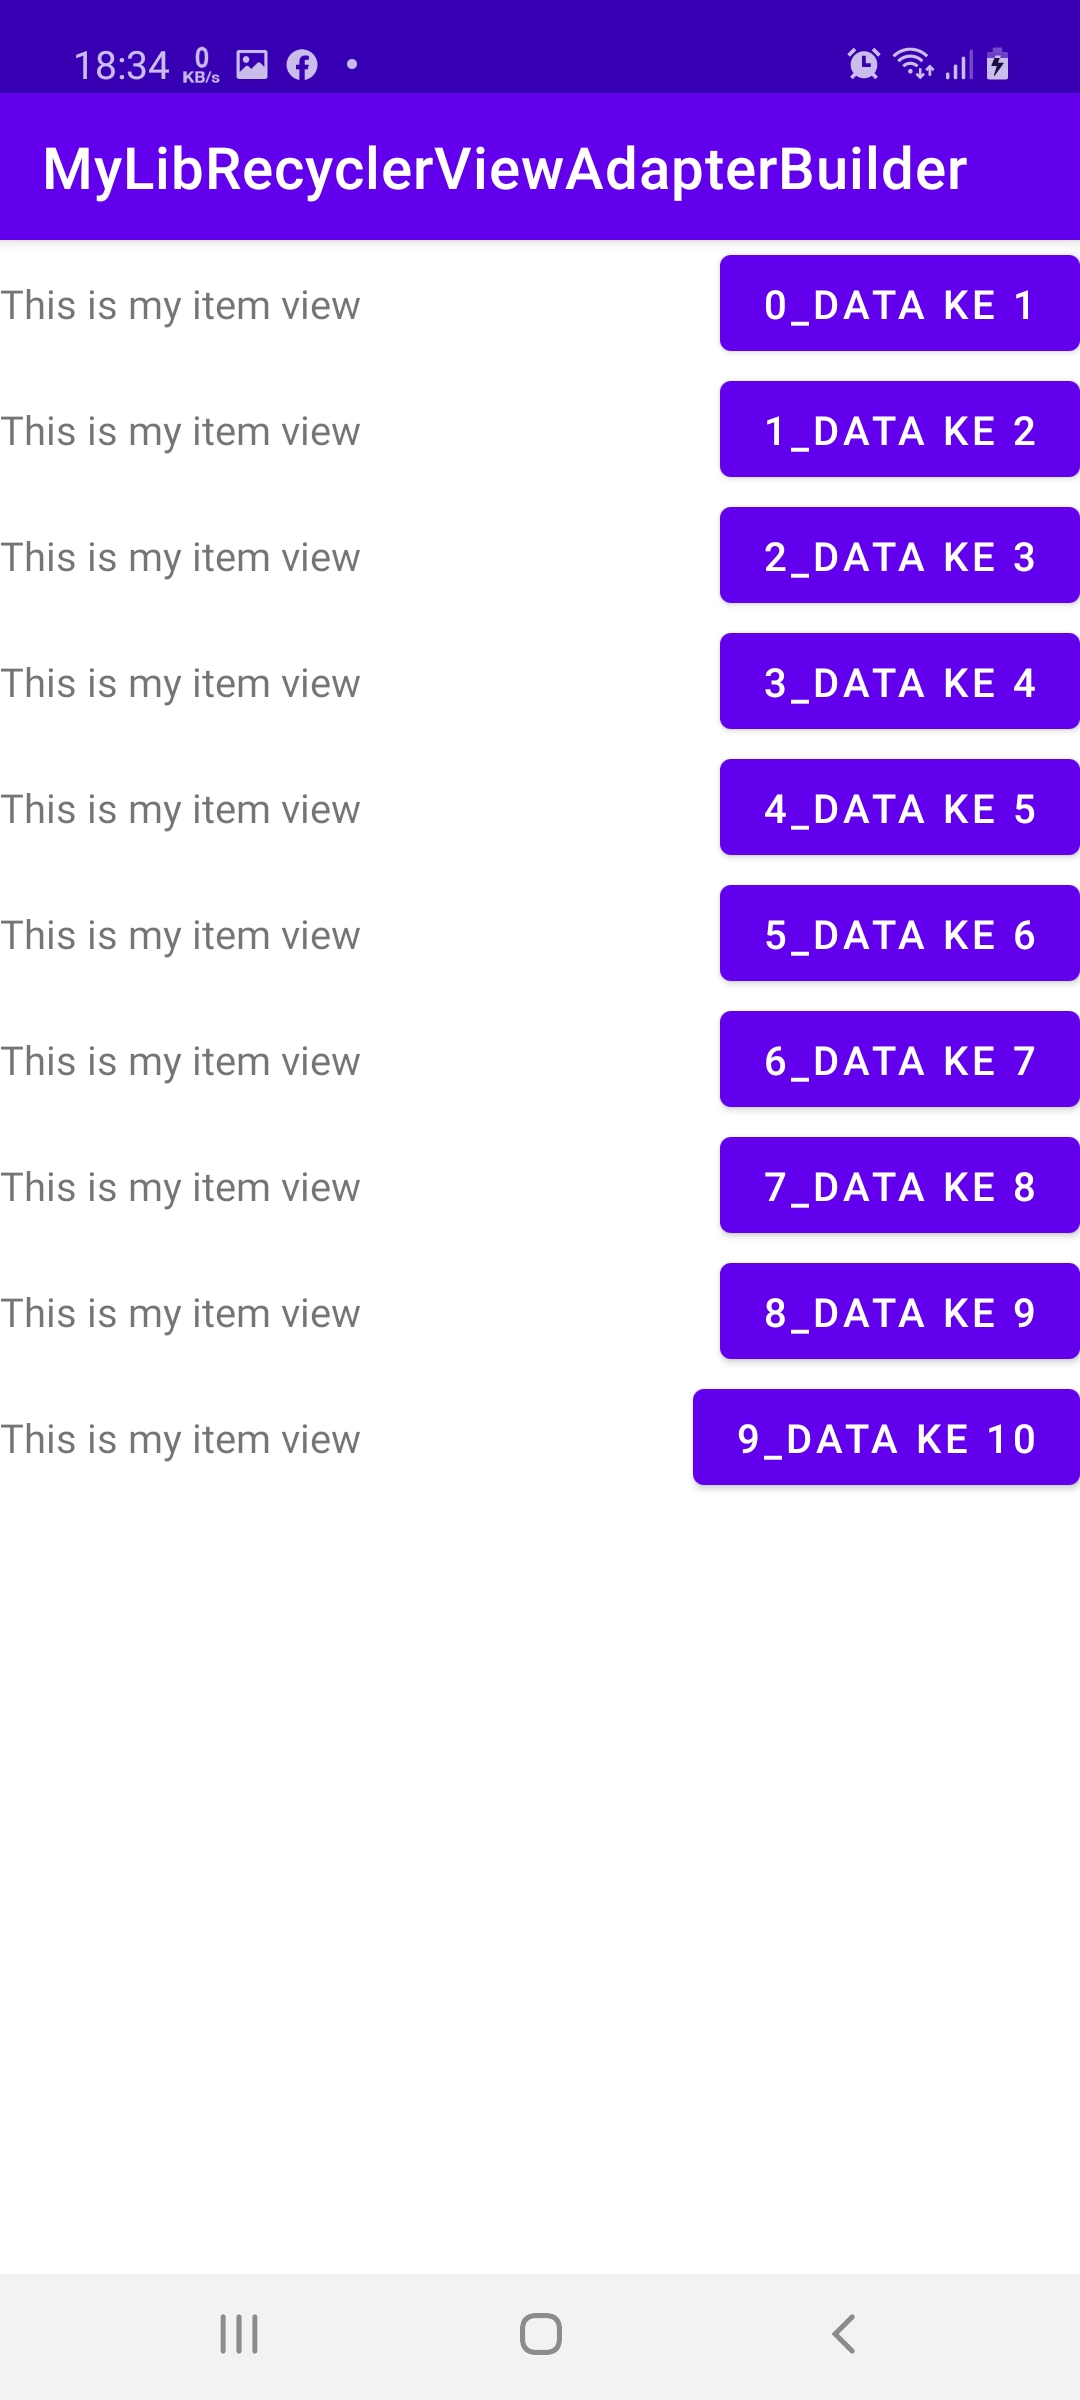 18:34 0 KB/s
MyLibRecyclerViewAdapterBuilder
This is my item view 0_DATA KE 1
This is my item view 1_DATA KE 2
This is my item view 2_DATA KE 3
This is my item view 3_DATA KE 4
This is my item view 4_DATA KE 5
This is my item view 5_DATA KE 6
This is my item view 6_DATA KE 7
This is my item view 7_DATA KE 8
This is my item view 8_DATA KE 9
This is my item view 9_DATA KE 10